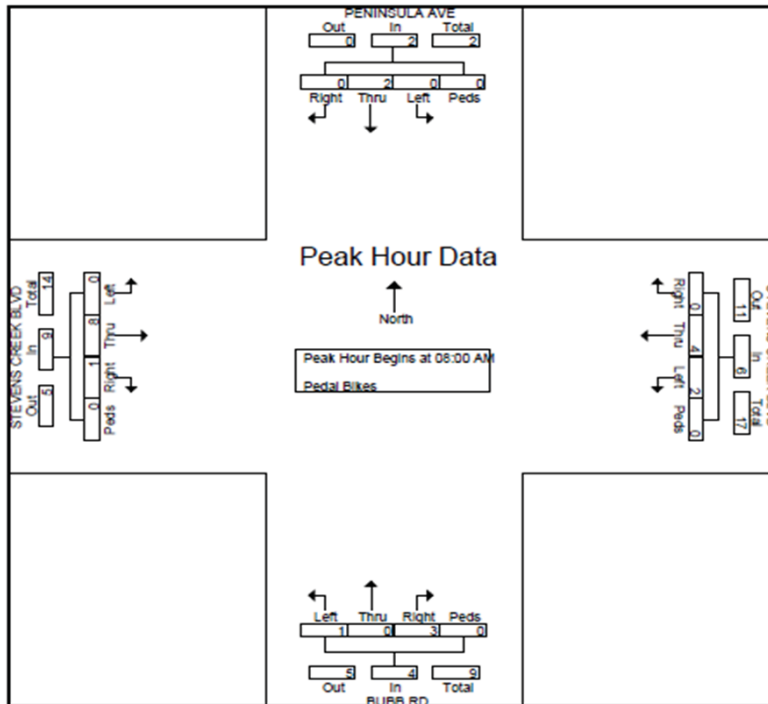 PENINSULA AVE
Out In Total
0 2 2
0 2 0 0
Right Thru Left Peds
Peak Hour Data
North
Peak Hour Begins at 08:00 AM
Pedal Bikes
STEVENS CREEK BLVD
Total In Out
14 9 5
0 8 1 0
Left Thru Right Peds
Right Thru Left Peds
0 4 2 0
11 6 17
Out In Total
Left Thru Right Peds
1 0 3 0
5 4 9
Out In Total
BUBB RD